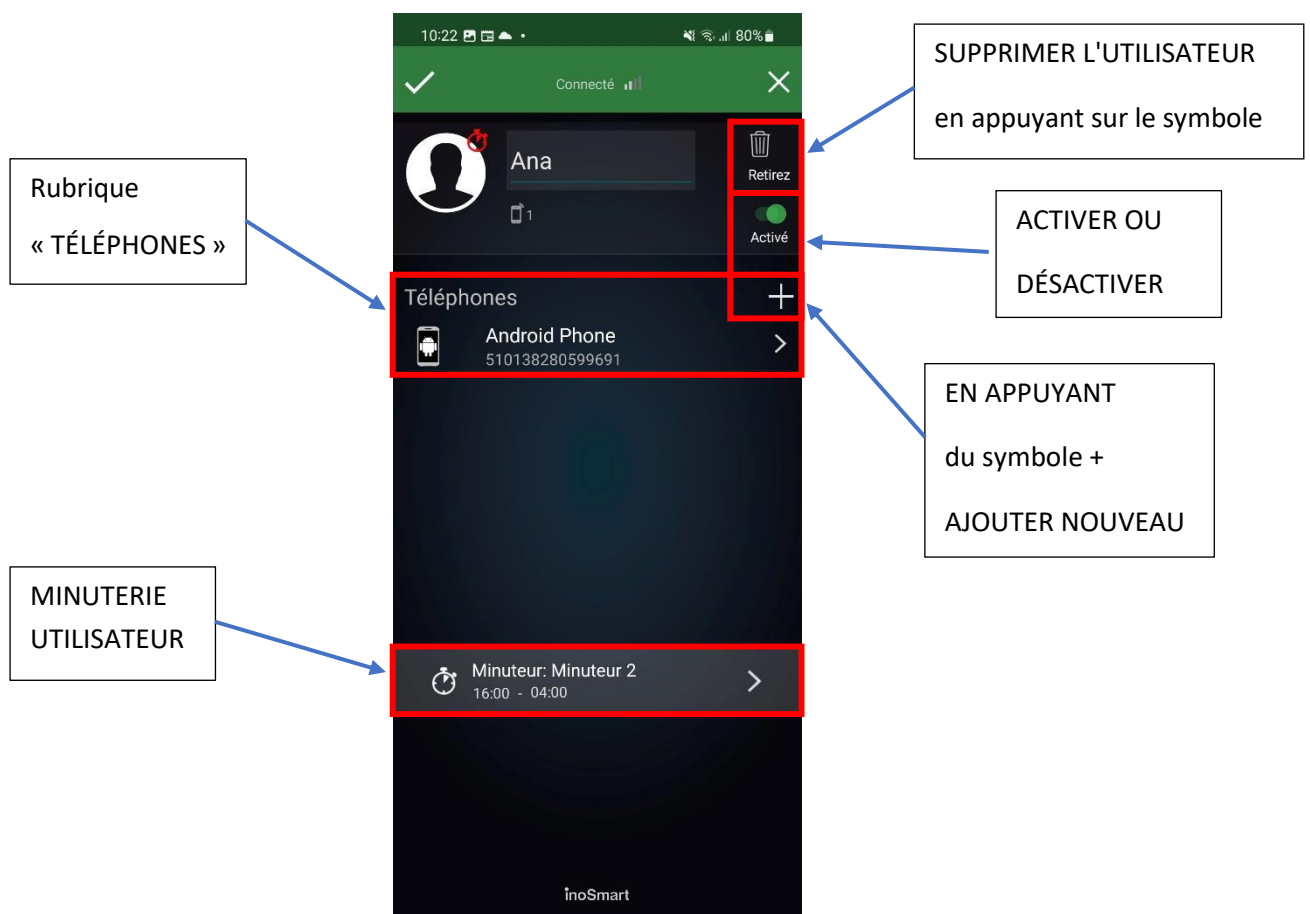 10:22
80%
Connecté
Ana
1
Retirez
Activé
Téléphones
Android Phone
510138280599691
Minuteur: Minuteur 2
16:00 - 04:00
inoSmart
Rubrique
« TÉLÉPHONES »
MINUTERIE
UTILISATEUR
SUPPRIMER L'UTILISATEUR
en appuyant sur le symbole
ACTIVER OU
DÉSACTIVER
EN APPUYANT
du symbole +
AJOUTER NOUVEAU